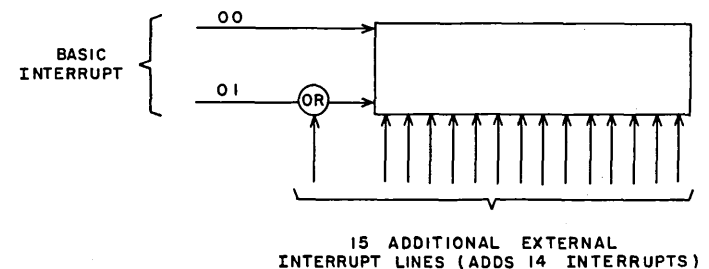 00
BASIC
INTERRUPT
01
OR
15 ADDITIONAL EXTERNAL
INTERRUPT LINES (ADDS 14 INTERRUPTS)